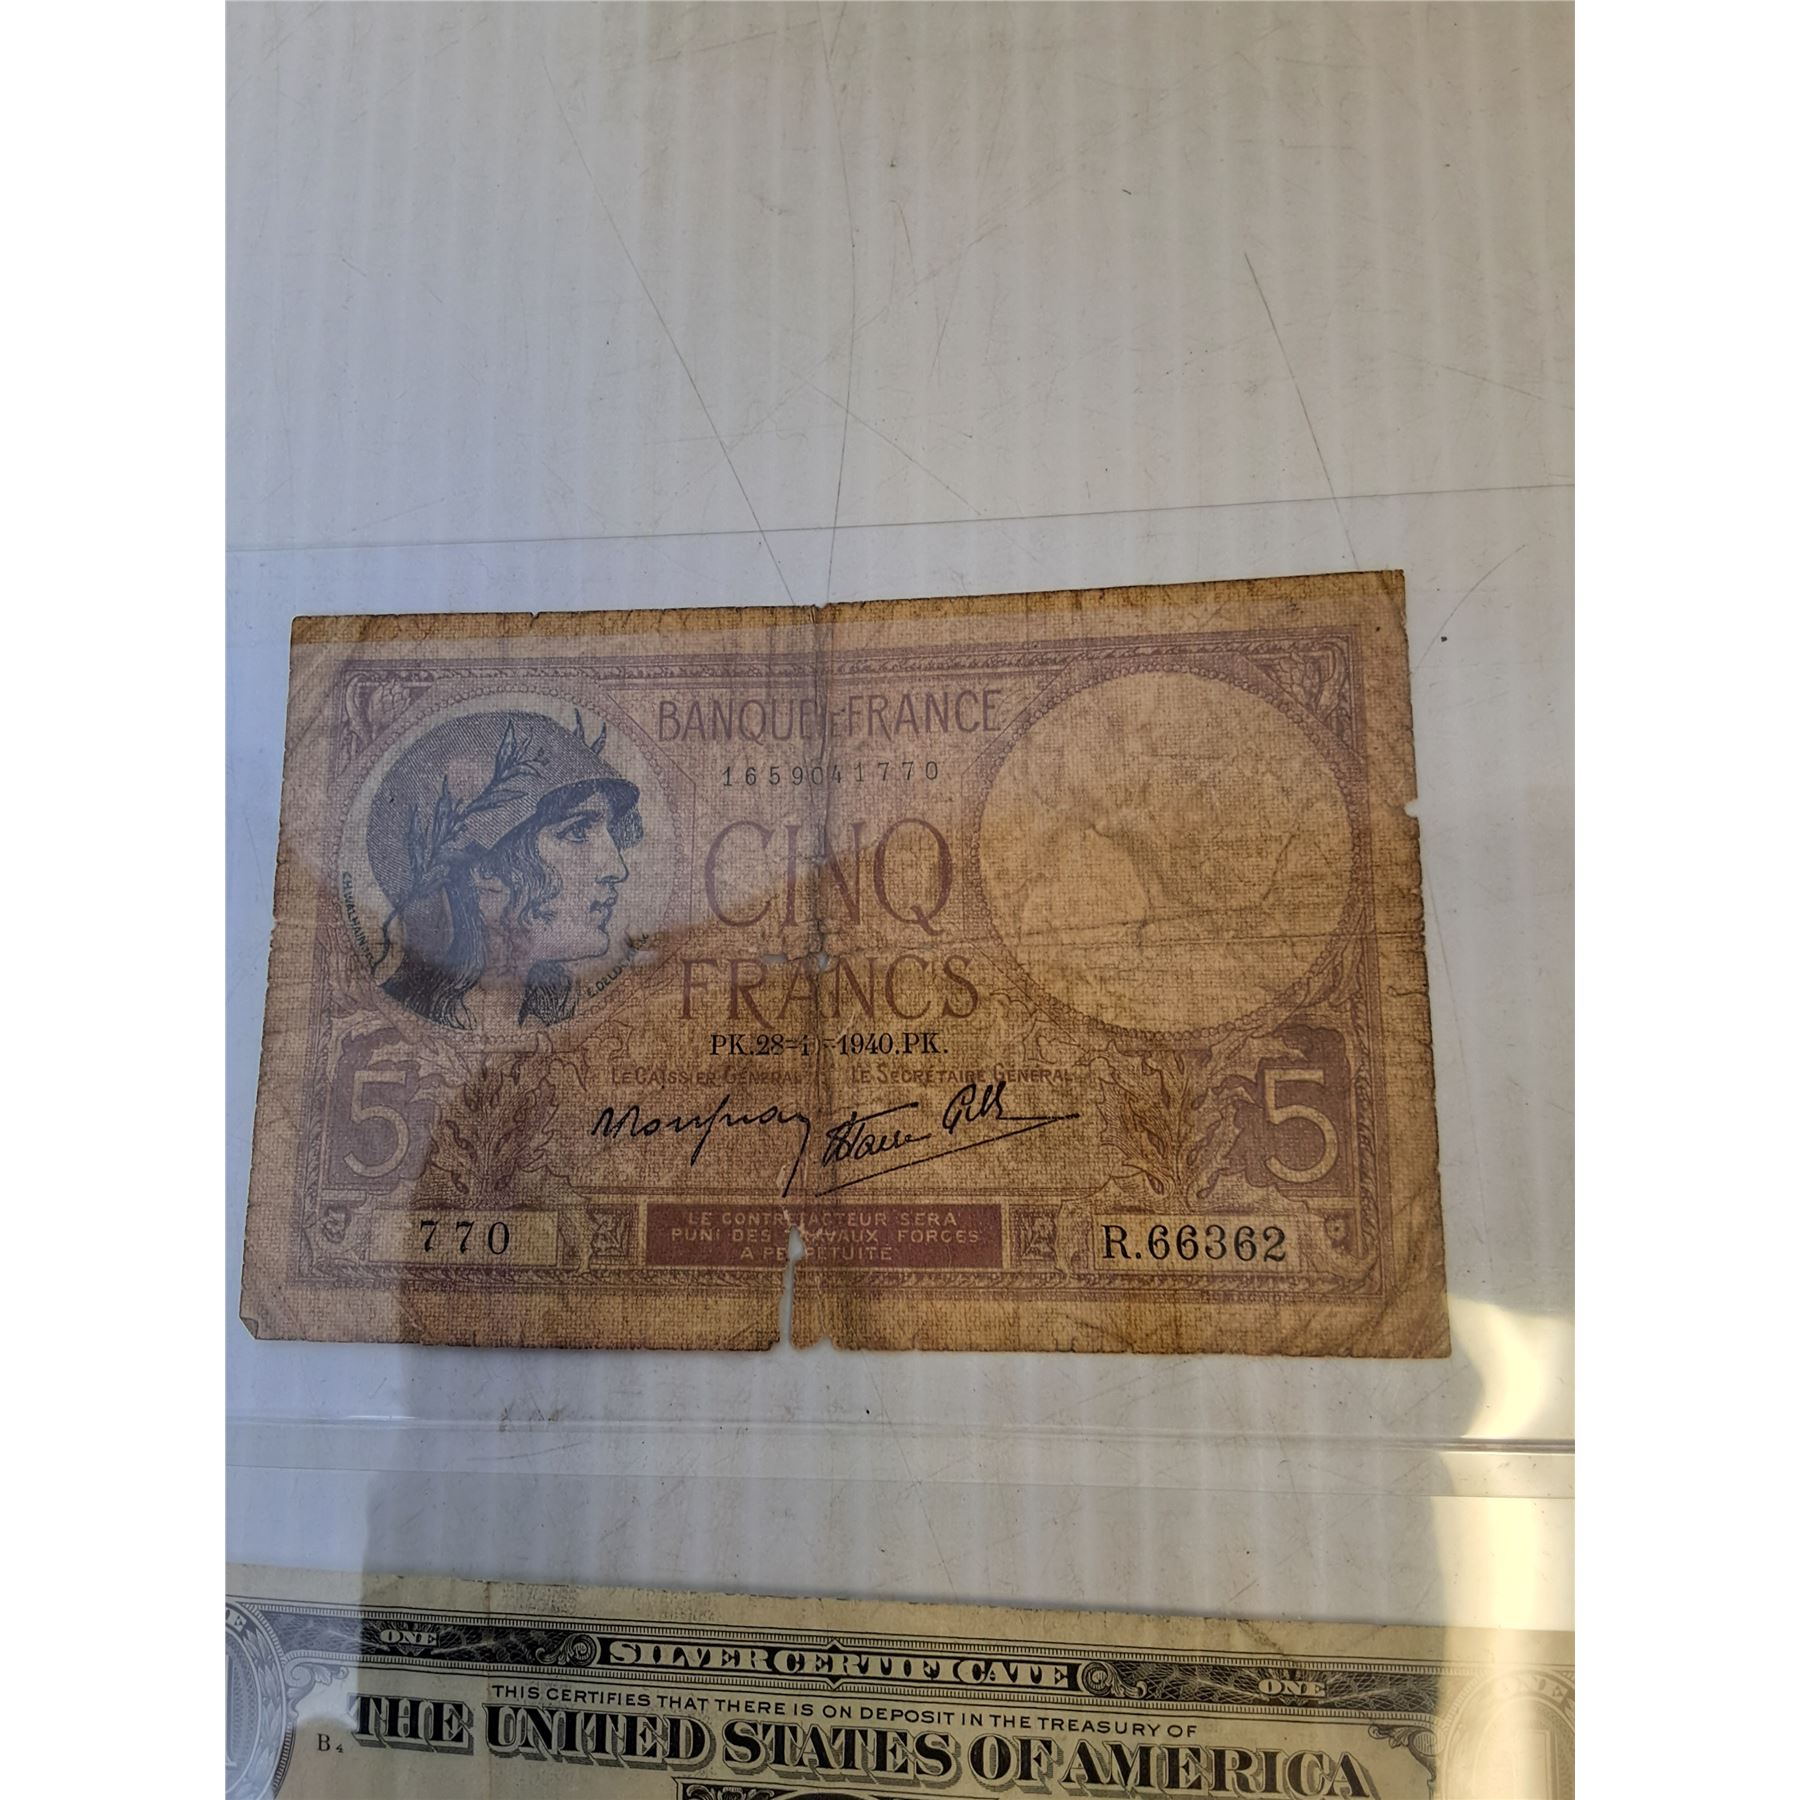 BANQUE DE FRANCE
1659041770
CINQ
FRANCS
PK.28=11=1940.PK.
LE CAISSIER GÉNÉRAL LE SECRÉTAIRE GÉNÉRAL
5 5
770
LE CONTREFACTEUR SERA
PUNI DES TRAVAUX FORCÉS
A PERPÉTUITÉ
R.66362
ONE SILVER CERTIFICATE ONE
THIS CERTIFIES THAT THERE IS ON DEPOSIT IN THE TREASURY OF
B4 THE UNITED STATES OF AMERICA